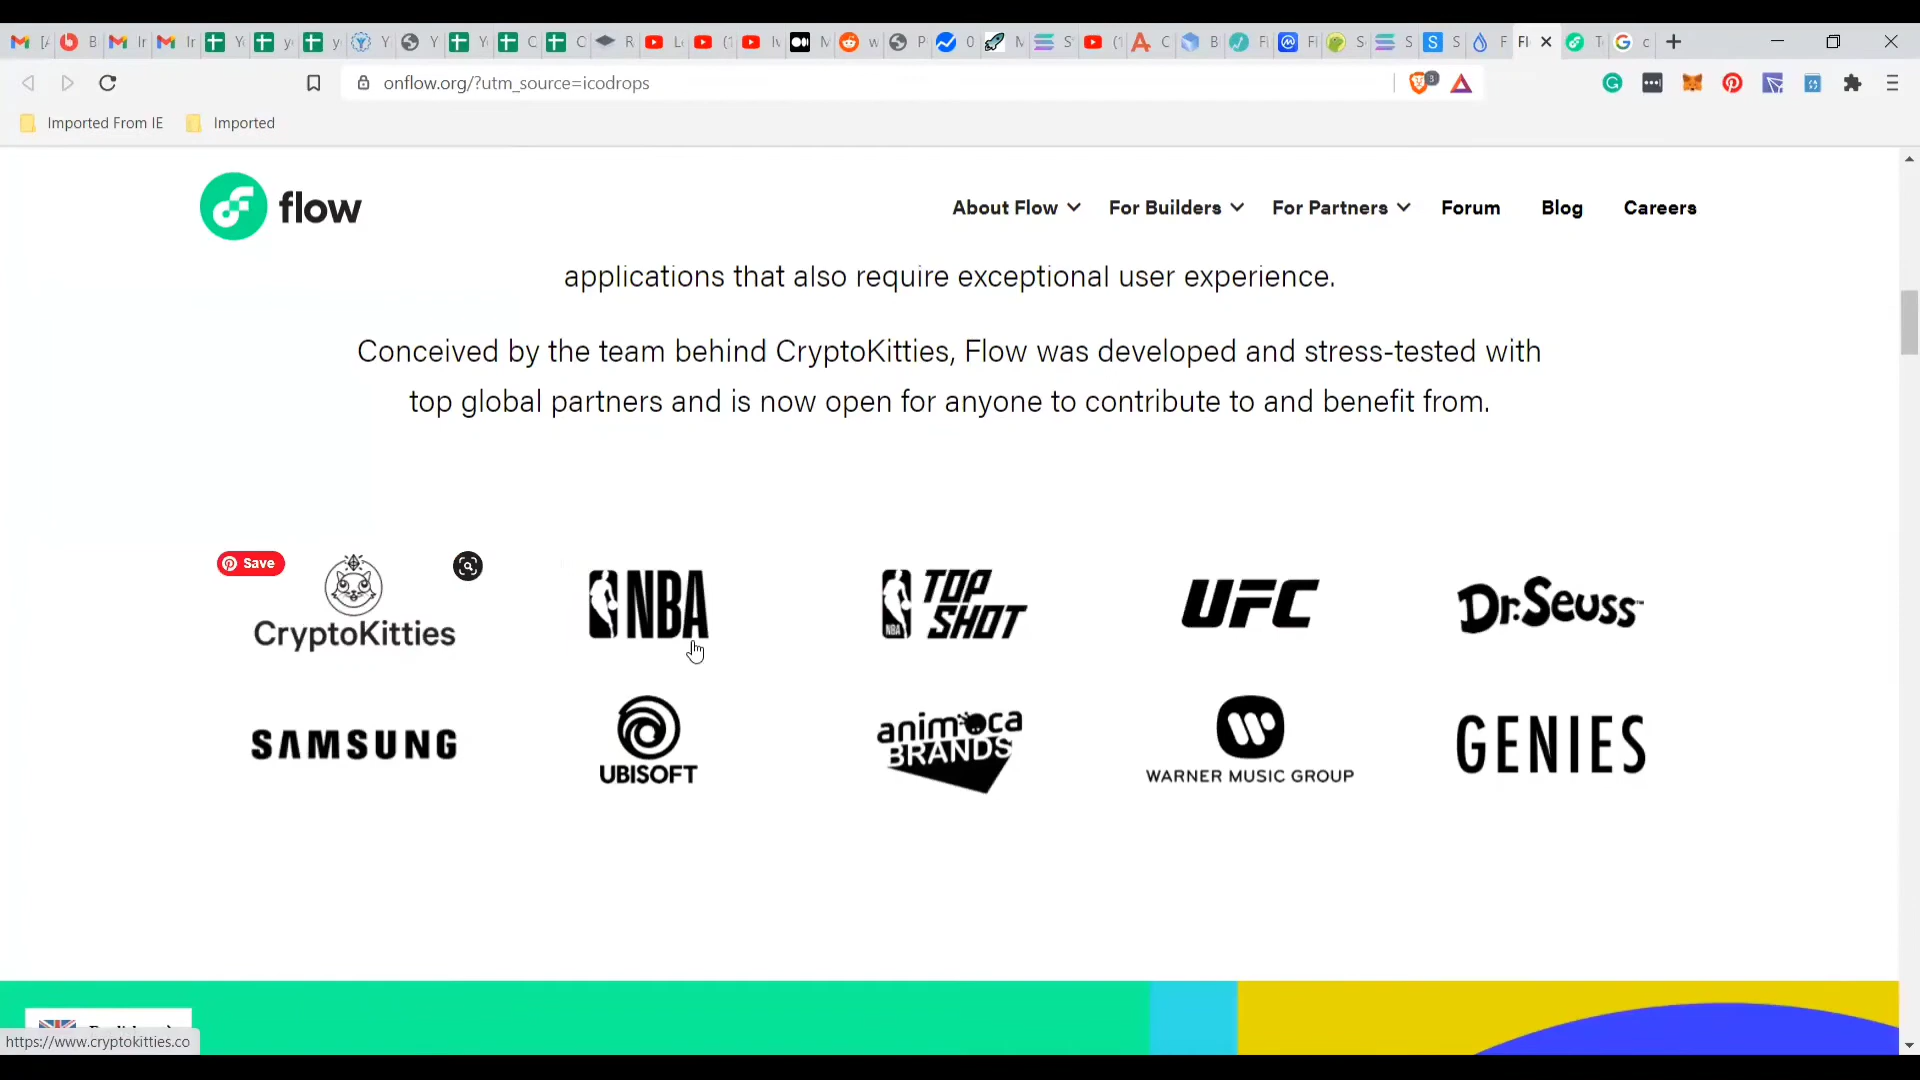 onflow.org/?utm_source=icodrops
Imported From IE Imported
flow About Flow For Builders For Partners Forum Blog Careers
applications that also require exceptional user experience.
Conceived by the team behind CryptoKitties, Flow was developed and stress-tested with
top global partners and is now open for anyone to contribute to and benefit from.
Save
CryptoKitties
NBA
NBA TOP SHOT
UFC
Dr. Seuss™
SAMSUNG
UBISOFT
animoca BRANDS
WARNER MUSIC GROUP
GENIES
https://www.cryptokitties.co